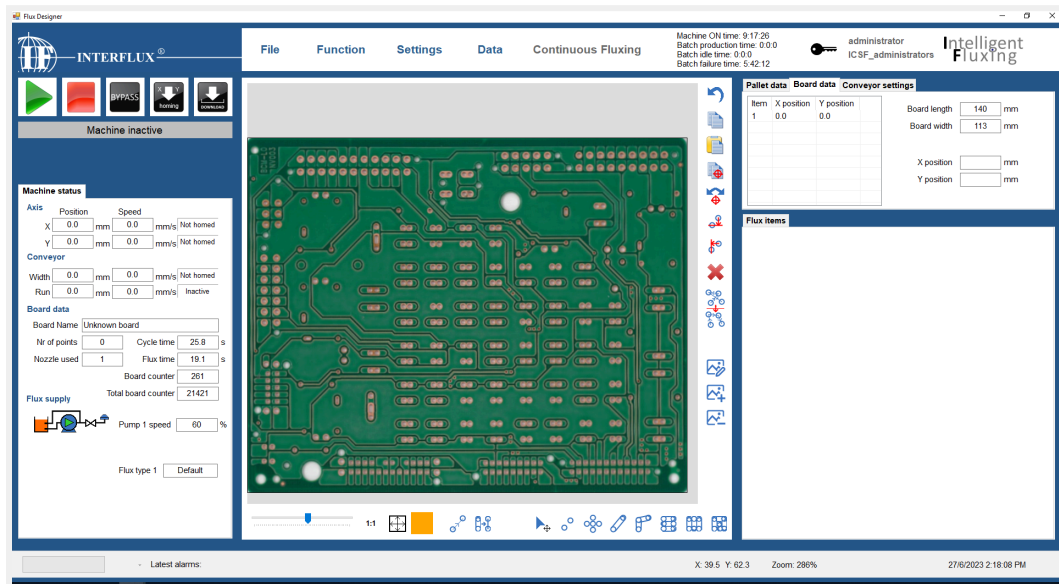 Flux Designer
INTERFLUX®
File Function Settings Data Continuous Fluxing
Machine ON time: 9:17:26
Batch production time: 0:0:0
Batch idle time: 0:0:0
Batch failure time: 5:42:12
administrator
ICSF_administrators
Intelligent
Fluxing
BYPASS
X Y
homing
DOWNLOAD
Machine inactive
Machine status
Axis
Position Speed
X 0.0 mm 0.0 mm/s Not homed
Y 0.0 mm 0.0 mm/s Not homed
Conveyor
Width 0.0 mm 0.0 mm/s Not homed
Run 0.0 mm 0.0 mm/s Inactive
Board data
Board Name Unknown board
Nr of points 0 Cycle time 25.8 s
Nozzle used 1 Flux time 19.1 s
Board counter 261
Total board counter 21421
Flux supply
Pump 1 speed 60 %
Flux type 1 Default
1:1
Pallet data Board data Conveyor settings
Item X position Y position
1 0.0 0.0
Board length 140 mm
Board width 113 mm
X position mm
Y position mm
Flux items
- Latest alarms:
X: 39.5 Y: 62.3 Zoom: 286% 27/6/2023 2:18:08 PM